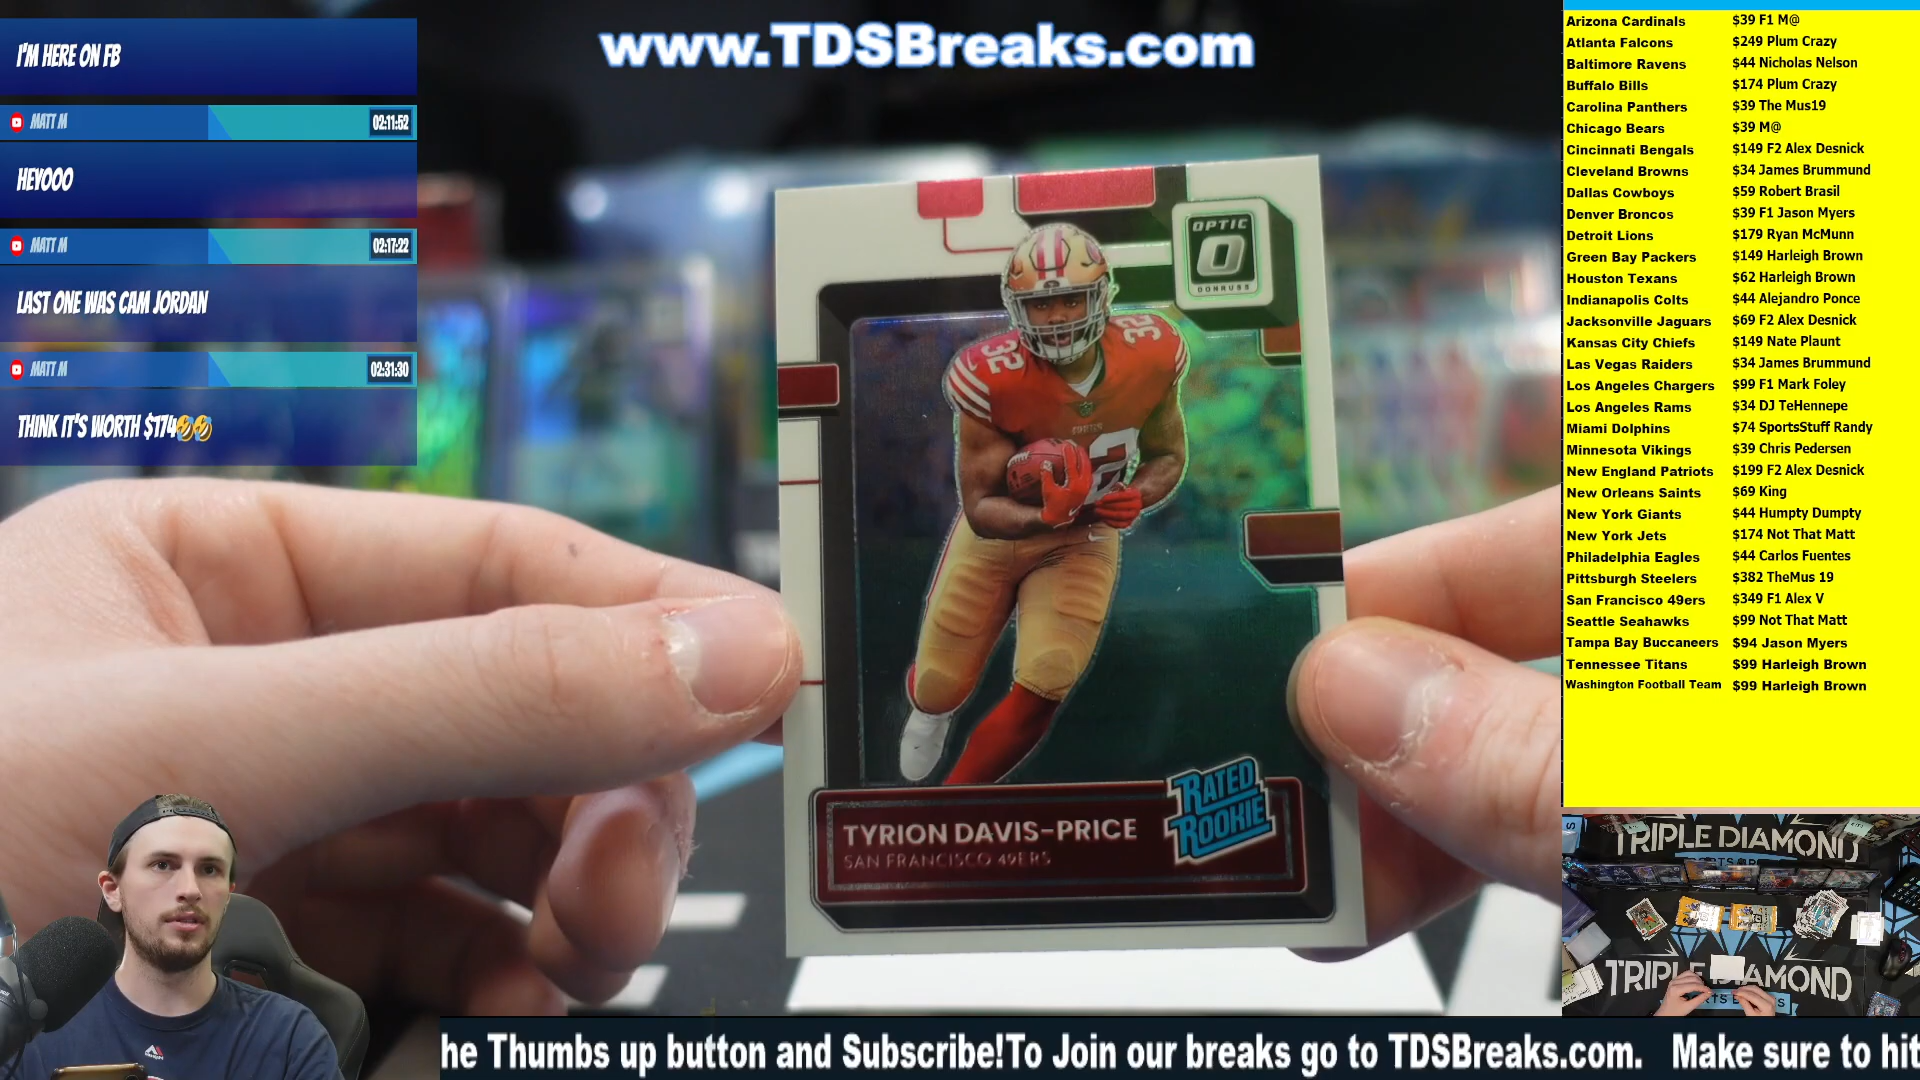 www.TDSBreaks.com
I'M HERE ON FB
MATT M 02:11:52
HEYOOO
MATT M 02:17:22
LAST ONE WAS CAM JORDAN
MATT M 02:31:30
THINK IT'S WORTH $174🤣🤣
OPTIC
O
DONRUSS
32
32
49ERS
32
RATED
ROOKIE
TYRION DAVIS-PRICE
SAN FRANCISCO 49ERS
Arizona Cardinals $39 F1 M@
Atlanta Falcons $249 Plum Crazy
Baltimore Ravens $44 Nicholas Nelson
Buffalo Bills $174 Plum Crazy
Carolina Panthers $39 The Mus19
Chicago Bears $39 M@
Cincinnati Bengals $149 F2 Alex Desnick
Cleveland Browns $34 James Brummund
Dallas Cowboys $59 Robert Brasil
Denver Broncos $39 F1 Jason Myers
Detroit Lions $179 Ryan McMunn
Green Bay Packers $149 Harleigh Brown
Houston Texans $62 Harleigh Brown
Indianapolis Colts $44 Alejandro Ponce
Jacksonville Jaguars $69 F2 Alex Desnick
Kansas City Chiefs $149 Nate Plaunt
Las Vegas Raiders $34 James Brummund
Los Angeles Chargers $99 F1 Mark Foley
Los Angeles Rams $34 DJ TeHennepe
Miami Dolphins $74 SportsStuff Randy
Minnesota Vikings $39 Chris Pedersen
New England Patriots $199 F2 Alex Desnick
New Orleans Saints $69 King
New York Giants $44 Humpty Dumpty
New York Jets $174 Not That Matt
Philadelphia Eagles $44 Carlos Fuentes
Pittsburgh Steelers $382 TheMus 19
San Francisco 49ers $349 F1 Alex V
Seattle Seahawks $99 Not That Matt
Tampa Bay Buccaneers $94 Jason Myers
Tennessee Titans $99 Harleigh Brown
Washington Football Team $99 Harleigh Brown
TRIPLE DIAMOND
TRIPLE DIAMOND
he Thumbs up button and Subscribe!To Join our breaks go to TDSBreaks.com. Make sure to hit